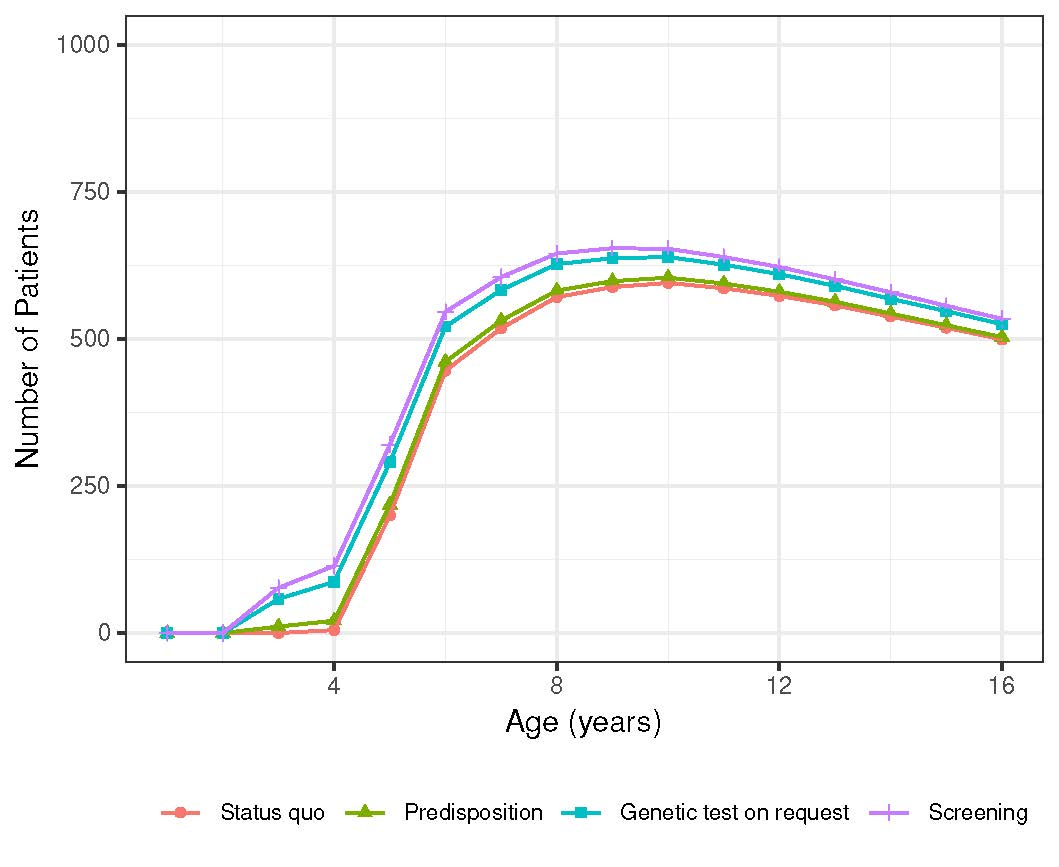 1000
750
500
250
0
Number of Patients
4 8 12 16
Age (years)
Status quo Predisposition Genetic test on request Screening